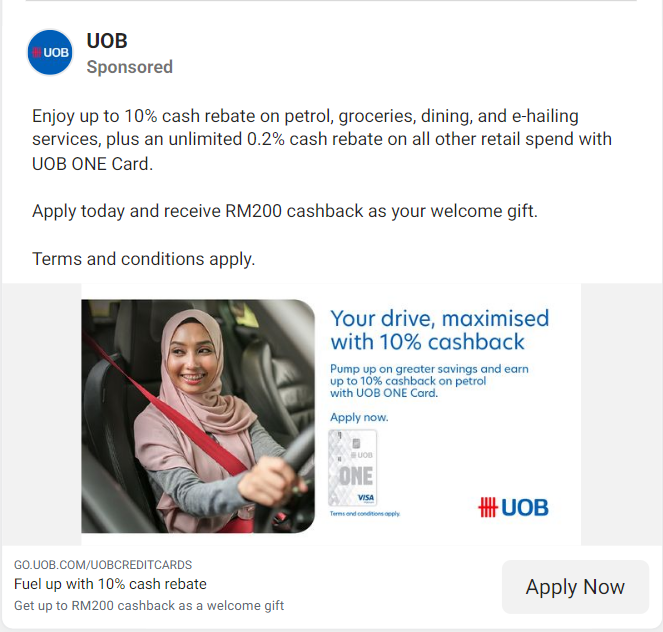 UOB
UOB
Sponsored
Enjoy up to 10% cash rebate on petrol, groceries, dining, and e-hailing
services, plus an unlimited 0.2% cash rebate on all other retail spend with
UOB ONE Card.
Apply today and receive RM200 cashback as your welcome gift.
Terms and conditions apply.
Your drive, maximised
with 10% cashback
Pump up on greater savings and earn
up to 10% cashback on petrol
with UOB ONE Card.
Apply now.
UOB
ONE
VISA
Terms and conditions apply.
UOB
GO.UOB.COM/UOBCREDITCARDS
Fuel up with 10% cash rebate
Get up to RM200 cashback as a welcome gift
Apply Now